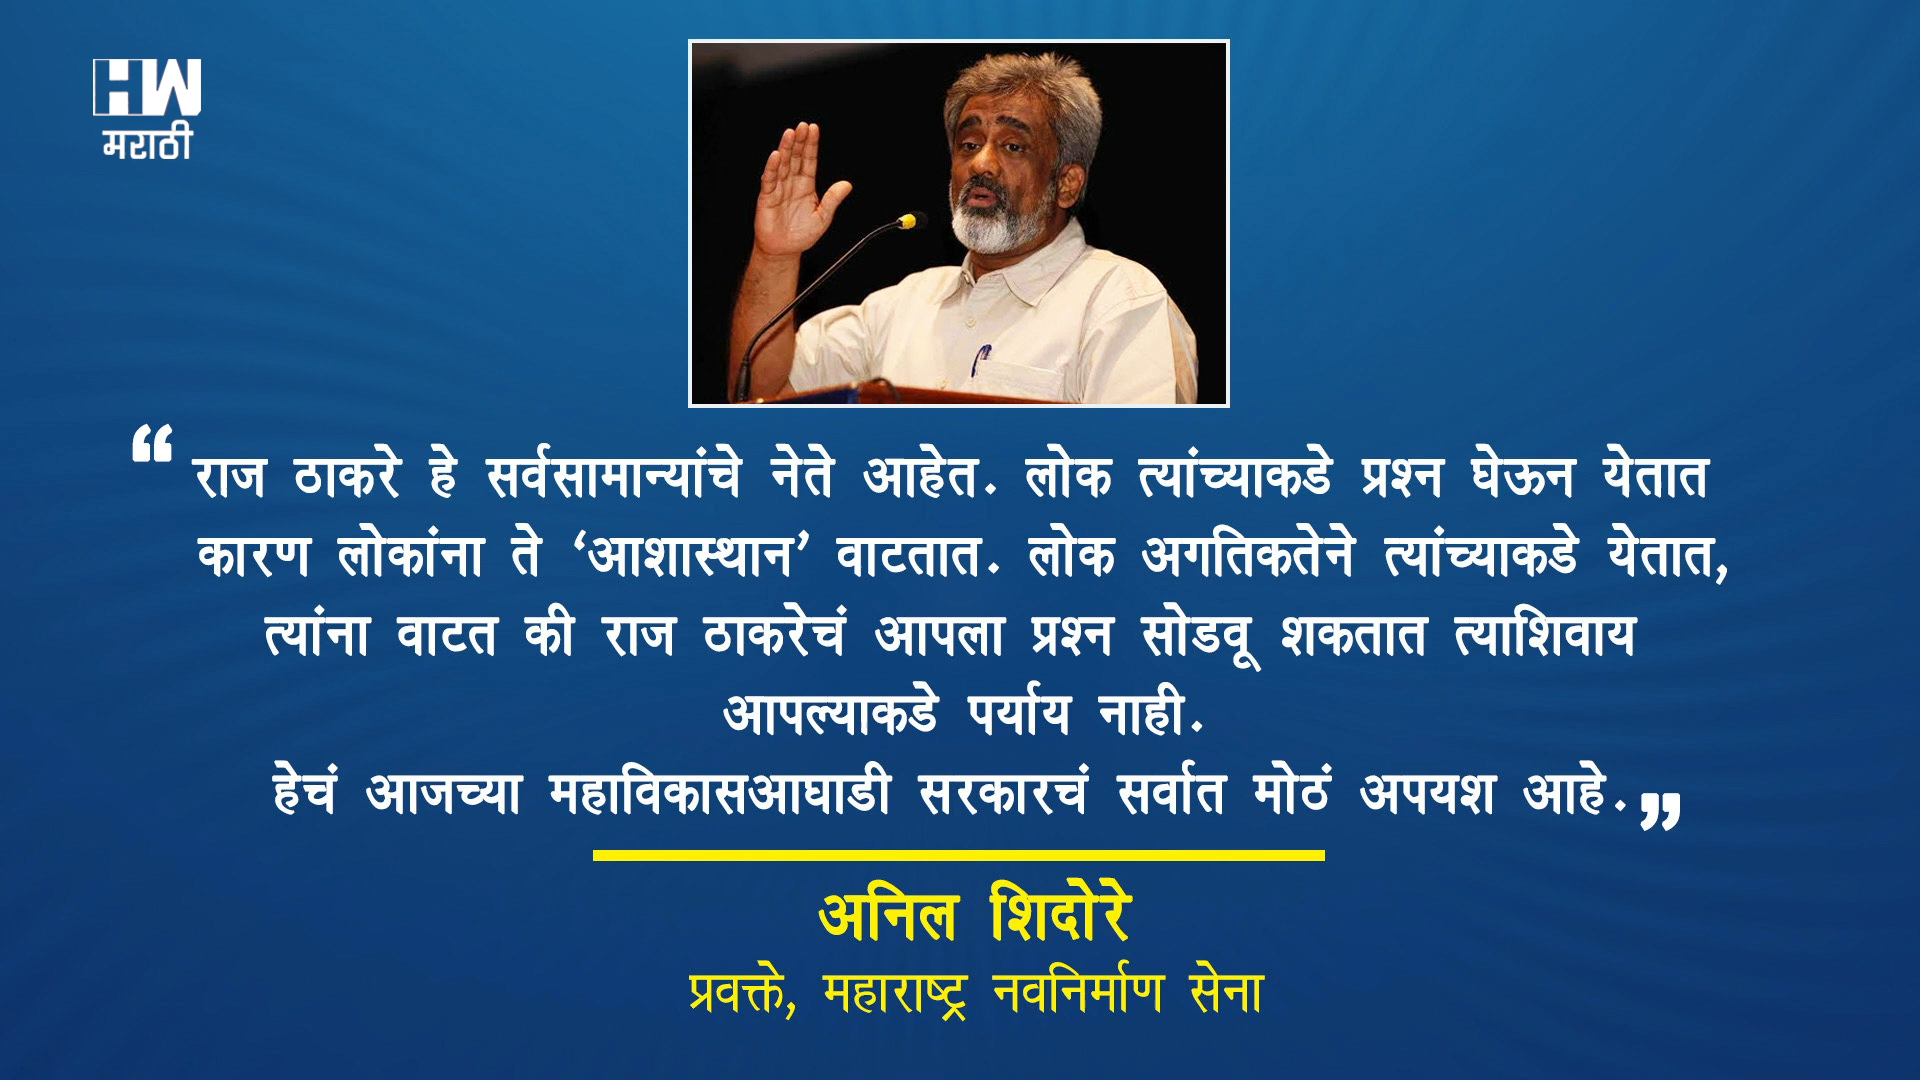 HW
मराठी
“ राज ठाकरे हे सर्वसामान्यांचे नेते आहेत. लोक त्यांच्याकडे प्रश्न घेऊन येतात
कारण लोकांना ते ‘आशास्थान’ वाटतात. लोक अगतिकतेने त्यांच्याकडे येतात,
त्यांना वाटत की राज ठाकरेचं आपला प्रश्न सोडवू शकतात त्याशिवाय
आपल्याकडे पर्याय नाही.
हेचं आजच्या महाविकासआघाडी सरकारचं सर्वात मोठं अपयश आहे. ”
अनिल शिदोरे
प्रवक्ते, महाराष्ट्र नवनिर्माण सेना